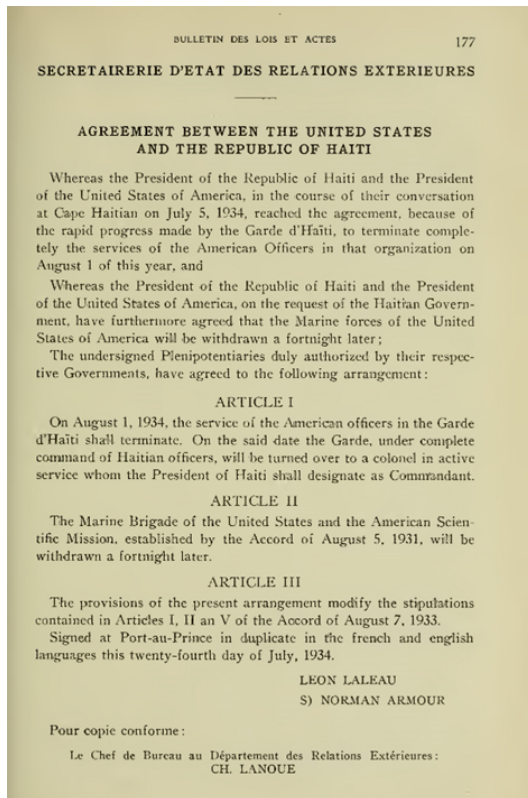 BULLETIN DES LOIS ET ACTES 177
SECRETAIRERIE D'ETAT DES RELATIONS EXTERIEURES
AGREEMENT BETWEEN THE UNITED STATES
AND THE REPUBLIC OF HAITI
Whereas the President of the Republic of Haiti and the President
of the United States of America, in the course of their conversation
at Cape Haitian on July 5, 1934, reached the agreement, because of
the rapid progress made by the Garde d'Haïti, to terminate comple-
tely the services of the American Officers in that organization on
August 1 of this year, and
Whereas the President of the Republic of Haiti and the President
of the United States of America, on the request of the Haitian Govern-
ment, have furthermore agreed that the Marine forces of the United
States of America will be withdrawn a fortnight later;
The undersigned Plenipotentiaries duly authorized by their respec-
tive Governments, have agreed to the following arrangement:
ARTICLE I
On August 1, 1934, the service of the American officers in the Garde
d'Haïti shall terminate. On the said date the Garde, under complete
command of Haitian officers, will be turned over to a colonel in active
service whom the President of Haiti shall designate as Commandant.
ARTICLE II
The Marine Brigade of the United States and the American Scien-
tific Mission, established by the Accord of August 5, 1931, will be
withdrawn a fortnight later.
ARTICLE III
The provisions of the present arrangement modify the stipulations
contained in Articles I, II an V of the Accord of August 7, 1933.
Signed at Port-au-Prince in duplicate in the french and english
languages this twenty-fourth day of July, 1934.
LEON LALEAU
S) NORMAN ARMOUR
Pour copie conforme:
Le Chef de Bureau au Département des Relations Extérieures:
CH. LANOUE